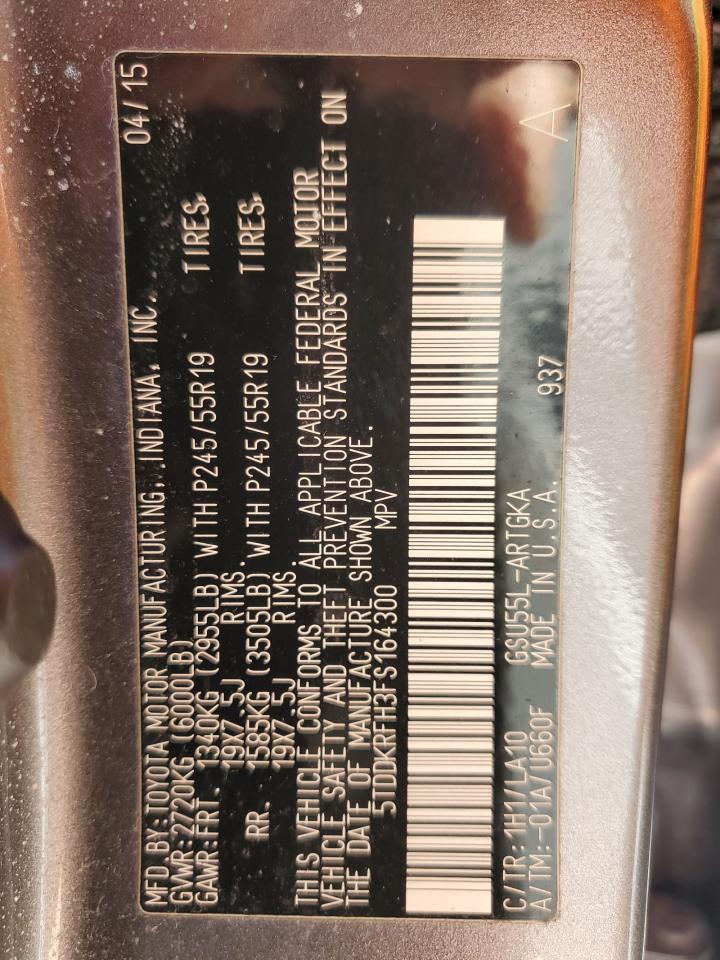 MFD. BY: TOYOTA MOTOR MANUFACTURING, INDIANA, INC. 04/15
GVWR: 2720KG (6000LB)
GAWR: FRT. 1340KG (2955LB) WITH P245/55R19 TIRES,
19X7.5J RIMS.
RR. 1585KG (3505LB) WITH P245/55R19 TIRES,
19X7.5J RIMS.
THIS VEHICLE CONFORMS TO ALL APPLICABLE FEDERAL MOTOR
VEHICLE SAFETY AND THEFT PREVENTION STANDARDS IN EFFECT ON
THE DATE OF MANUFACTURE SHOWN ABOVE.
5TDDKRFH3FS164300 MPV
C/TR: 1H1/LA10 GSU55L-ARTGKA
A/TM: -01A/U660F MADE IN U.S.A. 937 A